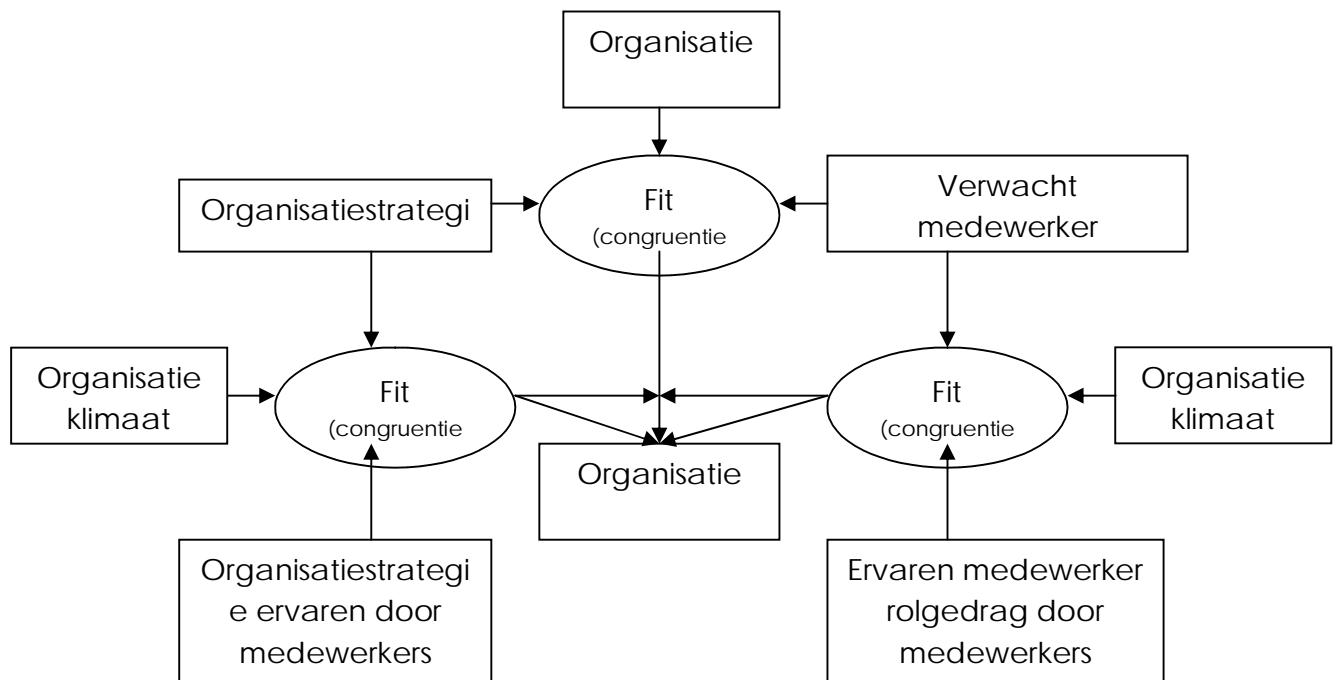 Organisatie
Organisatiestrategi
Fit
(congruentie
Verwacht
medewerker
Organisatie
klimaat
Fit
(congruentie
Organisatie
Fit
(congruentie
Organisatie
klimaat
Organisatiestrategi
e ervaren door
medewerkers
Ervaren medewerker
rolgedrag door
medewerkers